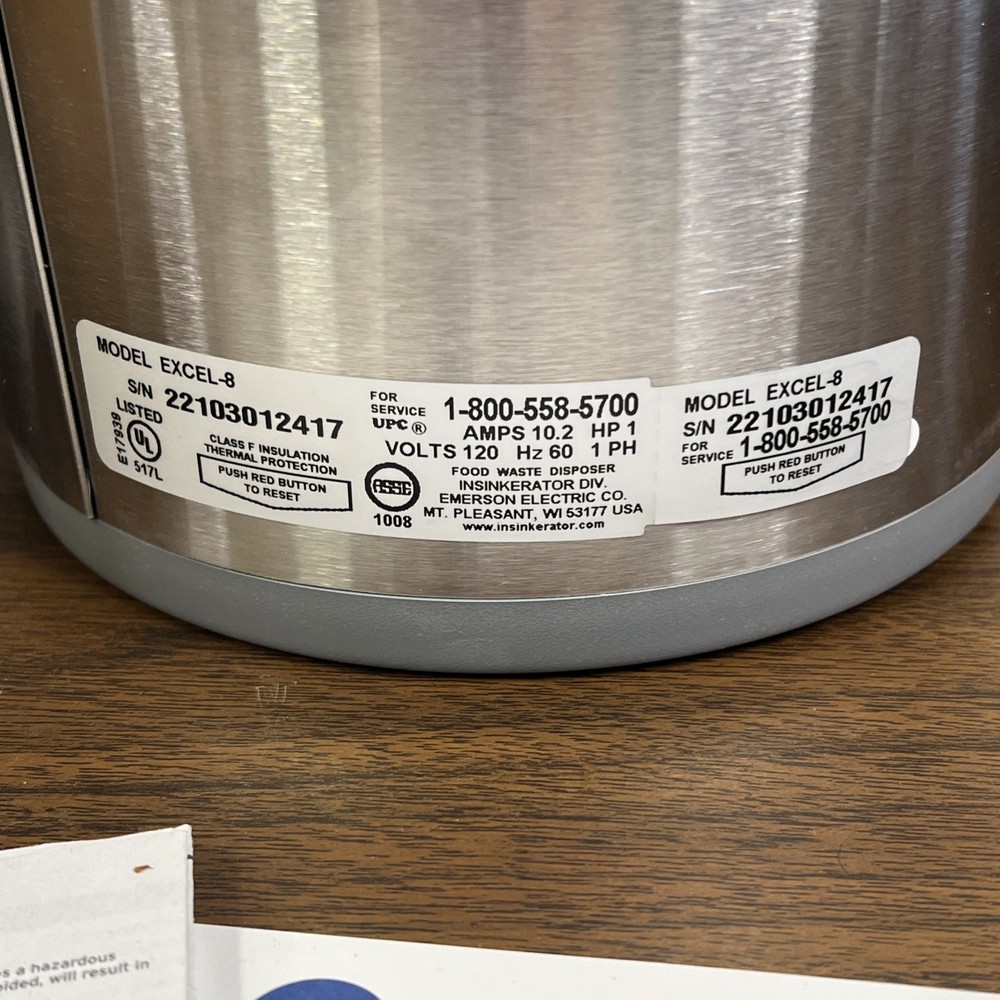 MODEL EXCEL-8
S/N 22103012417
LISTED
E17939
UL
517L
CLASS F INSULATION
THERMAL PROTECTION
PUSH RED BUTTON
TO RESET
FOR
SERVICE 1-800-558-5700
UPC®
AMPS 10.2 HP 1
VOLTS 120 Hz 60 1 PH
ASSE
1008
FOOD WASTE DISPOSER
INSINKERATOR DIV.
EMERSON ELECTRIC CO.
MT. PLEASANT, WI 53177 USA
www.insinkerator.com
MODEL EXCEL-8
S/N 22103012417
FOR
SERVICE 1-800-558-5700
PUSH RED BUTTON
TO RESET
s a hazardous
, will result in